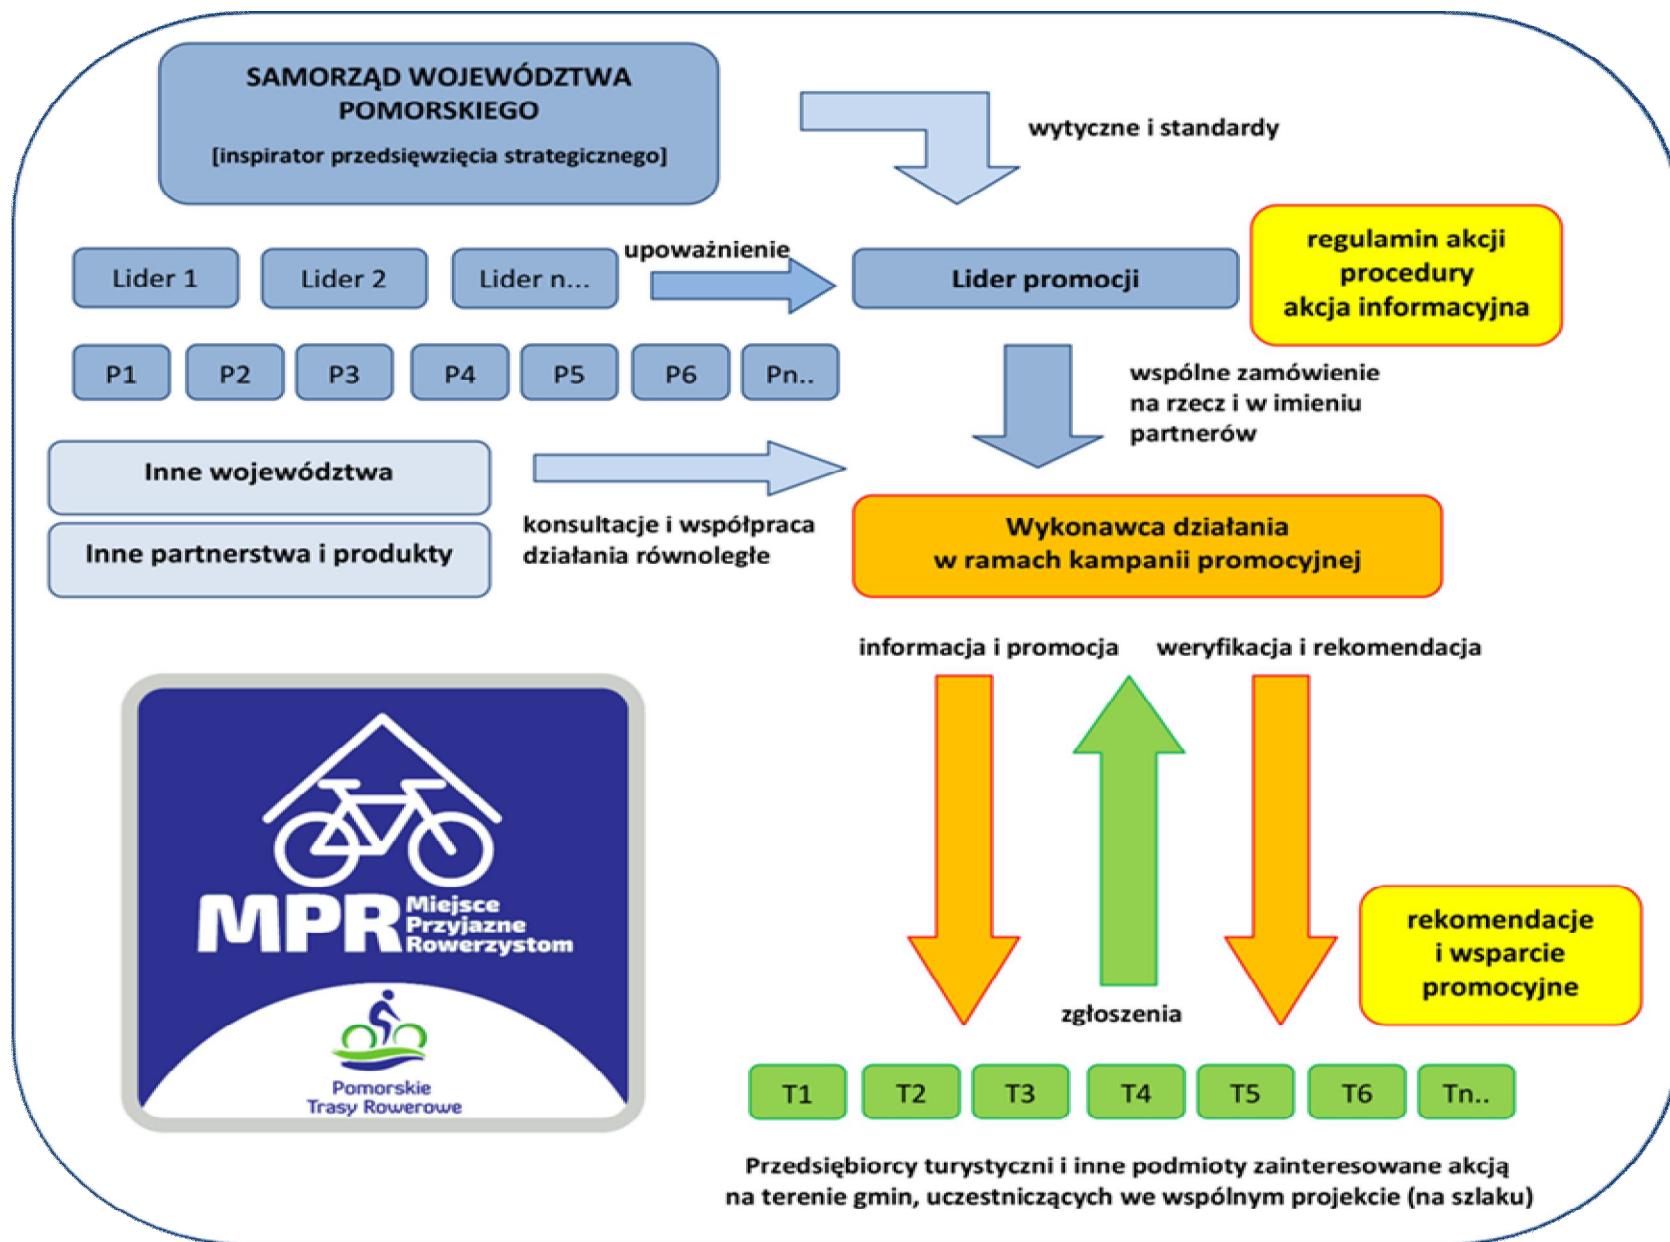 SAMORZĄD WOJEWÓDZTWA
POMORSKIEGO
[inspirator przedsięwzięcia strategicznego]
wytyczne i standardy
Lider 1
Lider 2
Lider n...
upoważnienie
Lider promocji
regulamin akcji
procedury
akcja informacyjna
P1
P2
P3
P4
P5
P6
Pn..
wspólne zamówienie
na rzecz i w imieniu
partnerów
Inne województwa
Inne partnerstwa i produkty
konsultacje i współpraca
działania równoległe
Wykonawca działania
w ramach kampanii promocyjnej
informacja i promocja
weryfikacja i rekomendacja
zgłoszenia
rekomendacje
i wsparcie
promocyjne
MPR
Miejsce
Przyjazne
Rowerzystom
Pomorskie
Trasy Rowerowe
T1
T2
T3
T4
T5
T6
Tn..
Przedsiębiorcy turystyczni i inne podmioty zainteresowane akcją
na terenie gmin, uczestniczących we wspólnym projekcie (na szlaku)